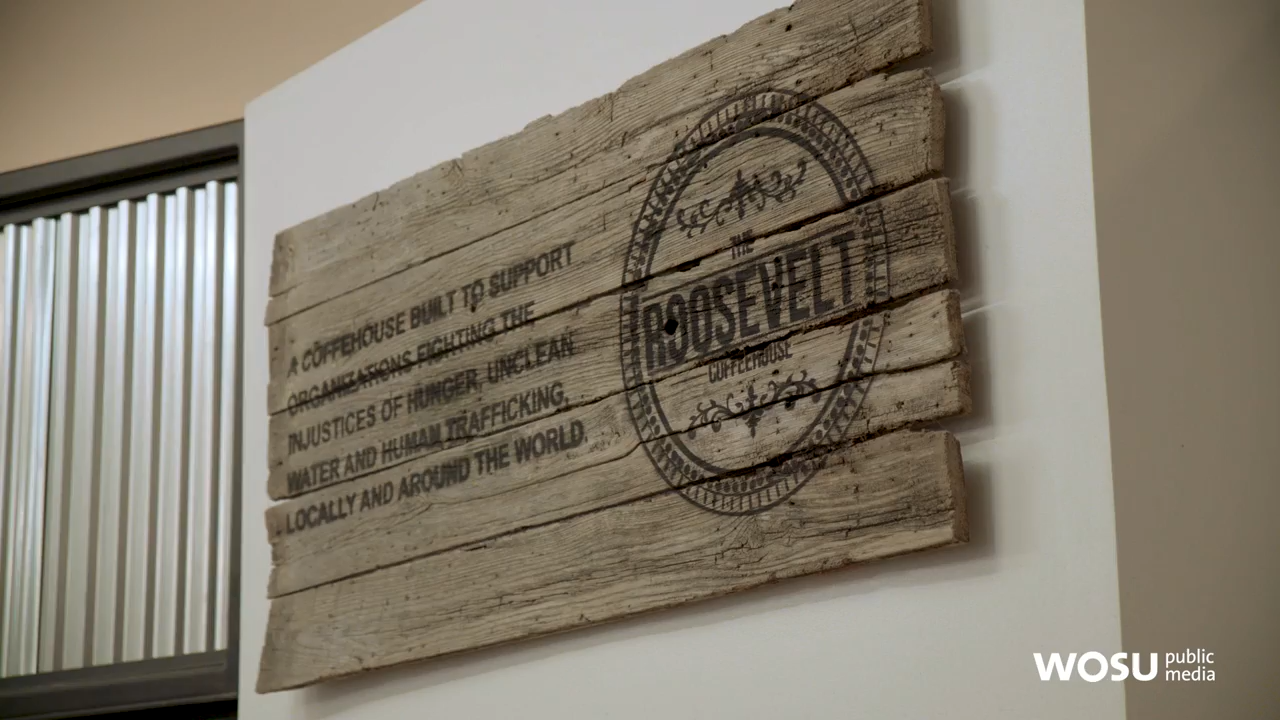 A COFFEEHOUSE BUILT TO SUPPORT
ORGANIZATIONS FIGHTING THE
INJUSTICES OF HUNGER, UNCLEAN
WATER AND HUMAN TRAFFICKING,
LOCALLY AND AROUND THE WORLD.
THE
ROOSEVELT
COFFEEHOUSE
WOSU public
media